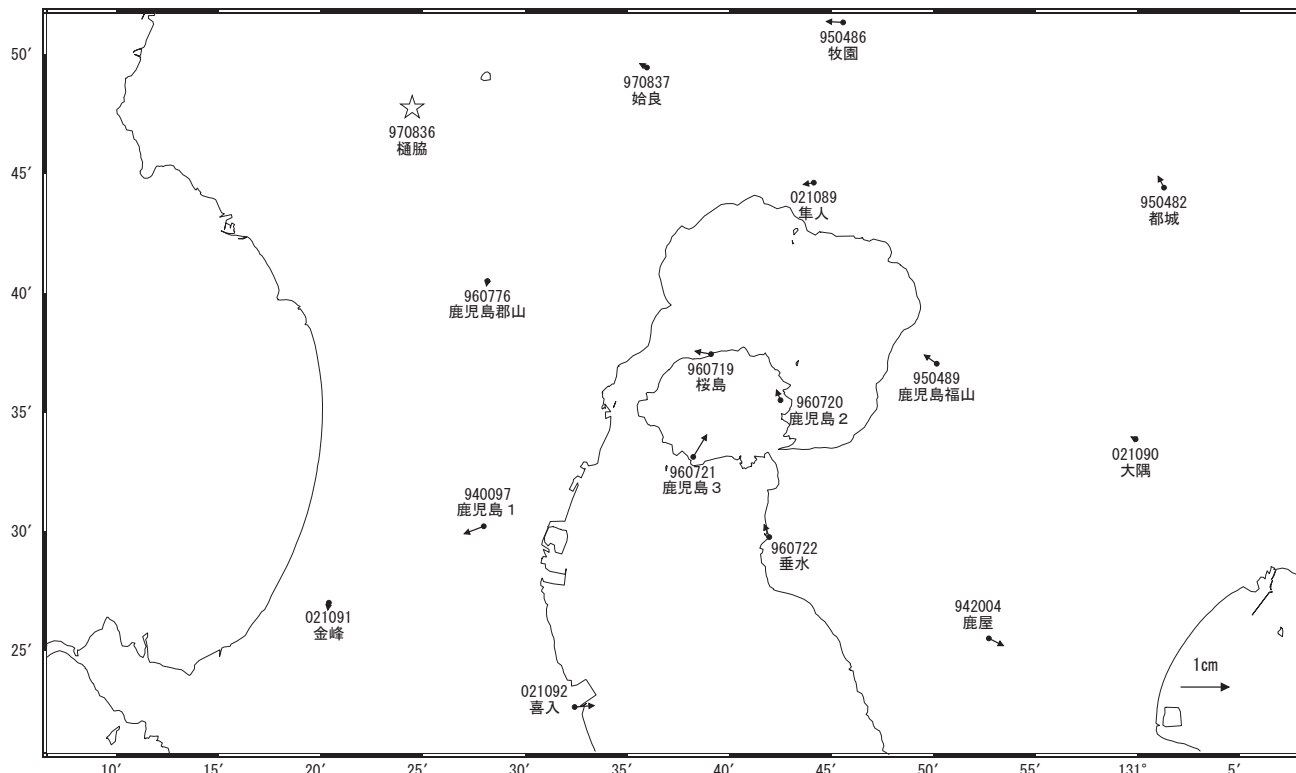 950486
牧園
50′
970837
姶良
970836
樋脇
45′
021089
隼人
950482
都城
40′
960776
鹿児島郡山
960719
桜島
950489
鹿児島福山
35′
960720
鹿児島2
021090
大隅
960721
鹿児島3
940097
鹿児島1
30′
960722
垂水
021091
金峰
942004
鹿屋
25′
1cm
021092
喜入
10′ 15′ 20′ 25′ 30′ 35′ 40′ 45′ 50′ 55′ 131° 5′